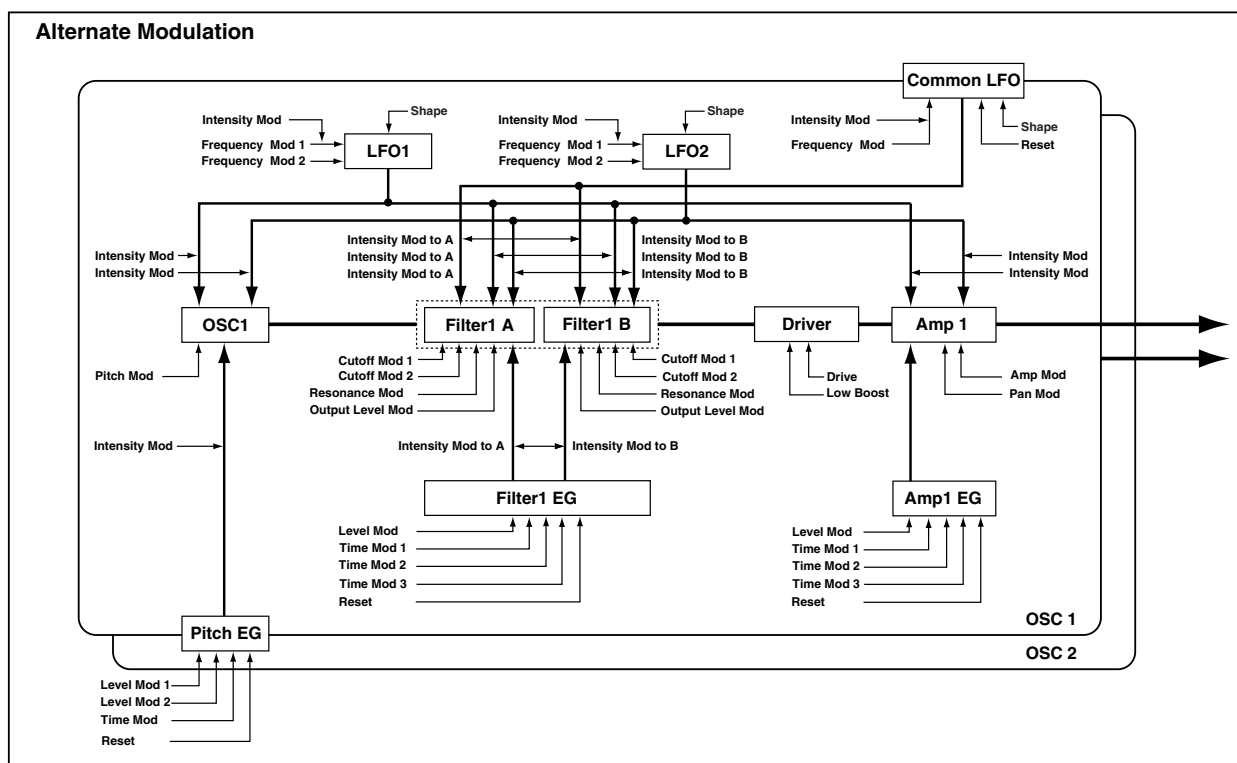 Alternate Modulation
Common LFO
Shape
Shape
Intensity Mod
Intensity Mod
Intensity Mod
Shape
Frequency Mod 1
LFO1
Frequency Mod 1
LFO2
Frequency Mod
Reset
Frequency Mod 2
Frequency Mod 2
Intensity Mod to A
Intensity Mod to B
Intensity Mod
Intensity Mod to A
Intensity Mod to B
Intensity Mod
Intensity Mod
Intensity Mod to A
Intensity Mod to B
Intensity Mod
OSC1
Filter1 A
Filter1 B
Driver
Amp 1
Cutoff Mod 1
Cutoff Mod 1
Pitch Mod
Cutoff Mod 2
Cutoff Mod 2
Drive
Amp Mod
Resonance Mod
Resonance Mod
Low Boost
Pan Mod
Output Level Mod
Output Level Mod
Intensity Mod
Intensity Mod to A
Intensity Mod to B
Filter1 EG
Amp1 EG
Level Mod
Level Mod
Time Mod 1
Time Mod 1
Time Mod 2
Time Mod 2
Time Mod 3
Time Mod 3
Reset
Reset
OSC 1
Pitch EG
OSC 2
Level Mod 1
Level Mod 2
Time Mod
Reset